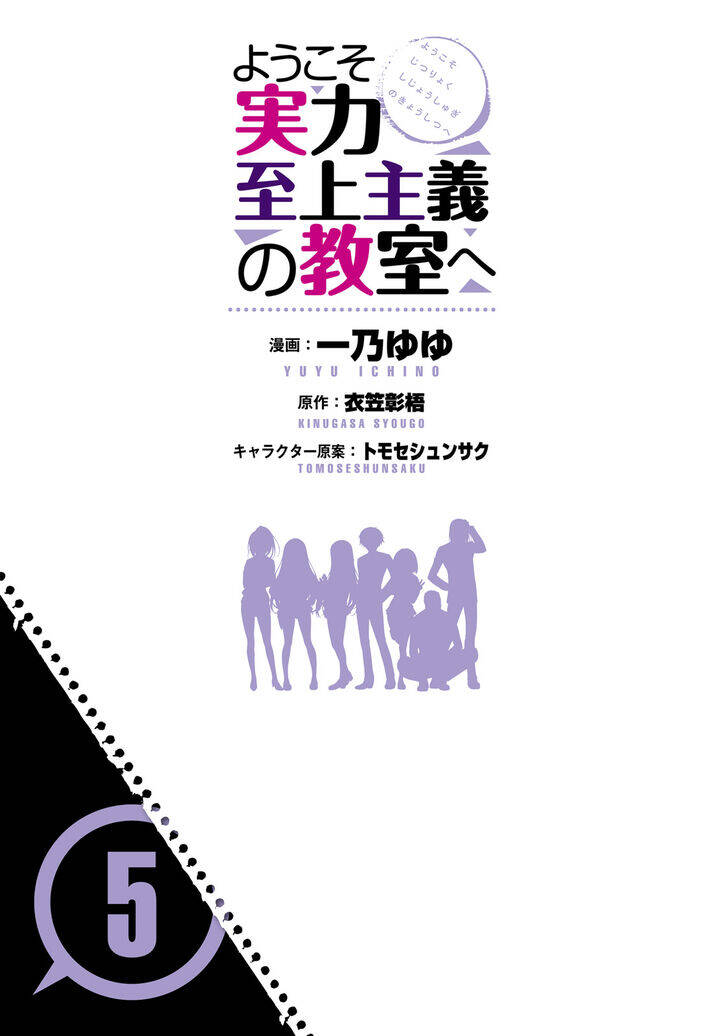 ようこそ
実力
至上主義
の教室へ
ようこそ
じつりょく
しじょうしゅぎ
のきょうしつへ
漫画：一乃ゆゆ
YUYU ICHINO
原作：衣笠彰梧
KINUGASA SYOUGO
キャラクター原案：トモセシュンサク
TOMOSESHUNSAKU
5